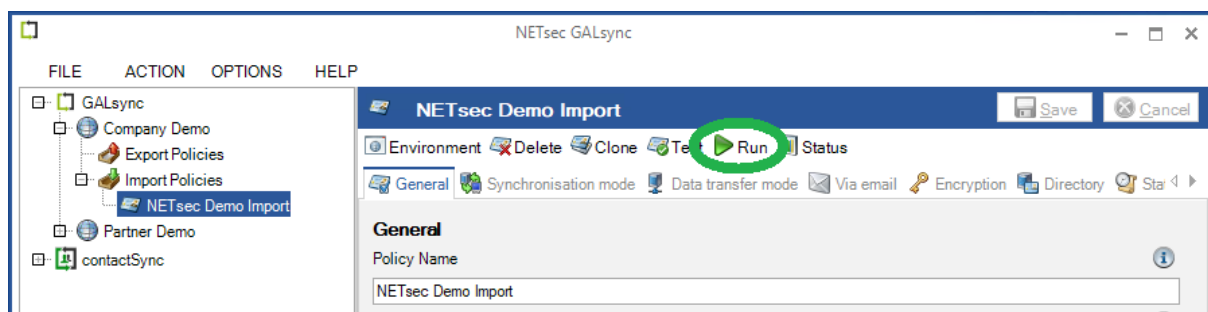 NETsec GALsync
FILE ACTION OPTIONS HELP
GALsync
Company Demo
Export Policies
Import Policies
NETsec Demo Import
Partner Demo
contactSync
NETsec Demo Import
Save Cancel
Environment Delete Clone Run Status
General Synchronisation mode Data transfer mode Via email Encryption Directory
General
Policy Name
NETsec Demo Import